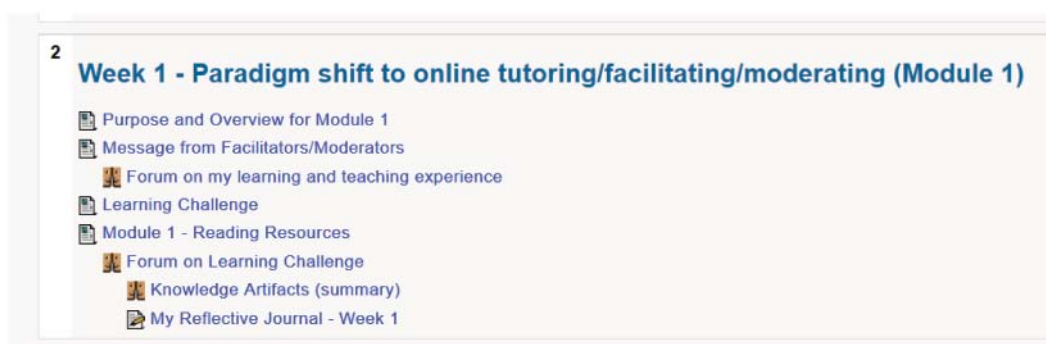 2
Week 1 - Paradigm shift to online tutoring/facilitating/moderating (Module 1)
Purpose and Overview for Module 1
Message from Facilitators/Moderators
Forum on my learning and teaching experience
Learning Challenge
Module 1 - Reading Resources
Forum on Learning Challenge
Knowledge Artifacts (summary)
My Reflective Journal - Week 1